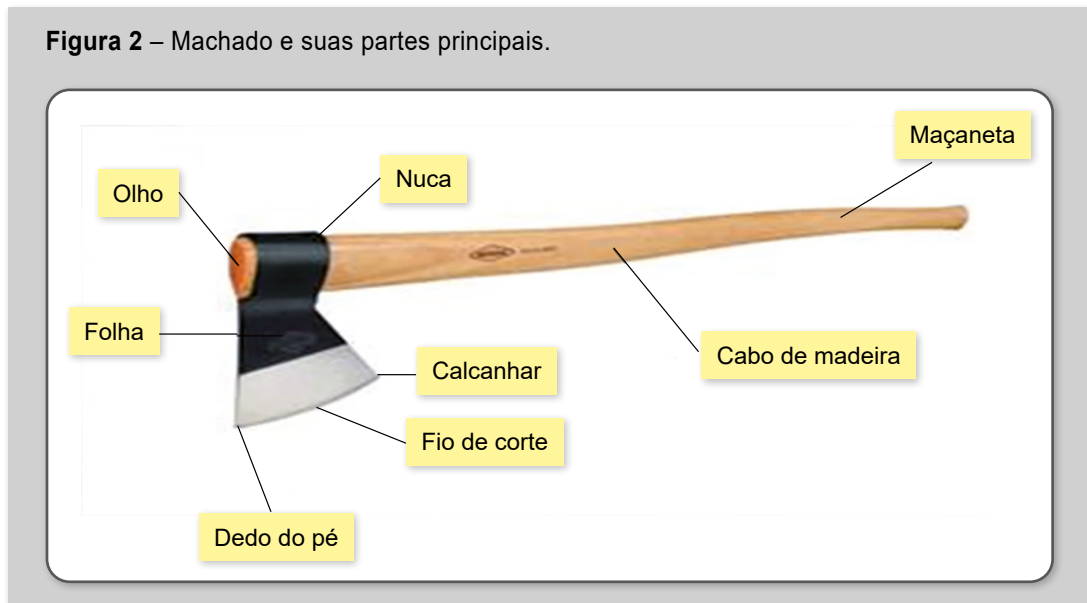 Figura 2 – Machado e suas partes principais.
Maçaneta
Nuca
Olho
Folha
Cabo de madeira
Calcanhar
Fio de corte
Dedo do pé